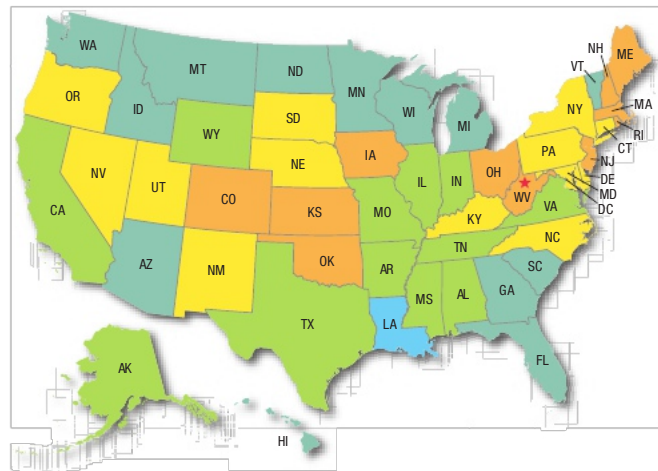 WA
MT
ND
MN
VT
NH
ME
OR
ID
WY
SD
WI
MI
NY
MA
RI
CT
NV
UT
CO
NE
IA
IL
IN
OH
PA
NJ
DE
MD
DC
WV
VA
CA
KS
MO
KY
NC
AZ
NM
OK
AR
TN
SC
TX
LA
MS
AL
GA
FL
AK
HI